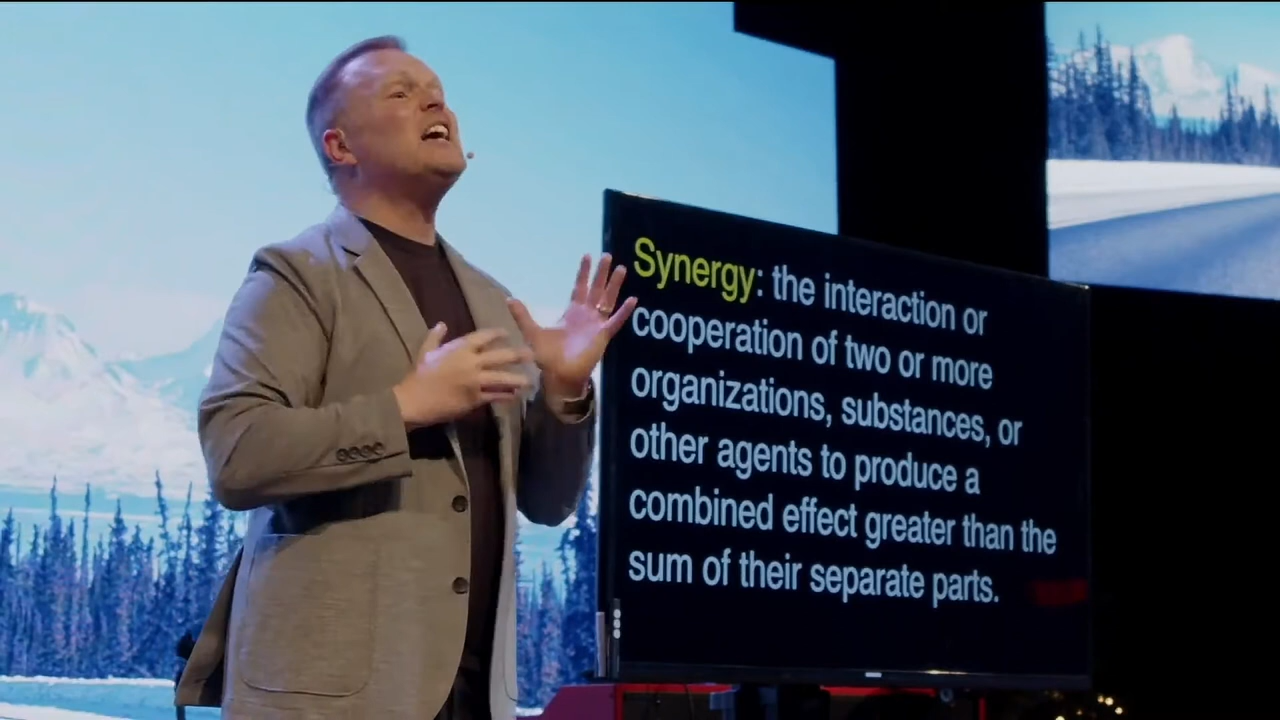 Synergy: the interaction or
cooperation of two or more
organizations, substances, or
other agents to produce a
combined effect greater than the
sum of their separate parts.